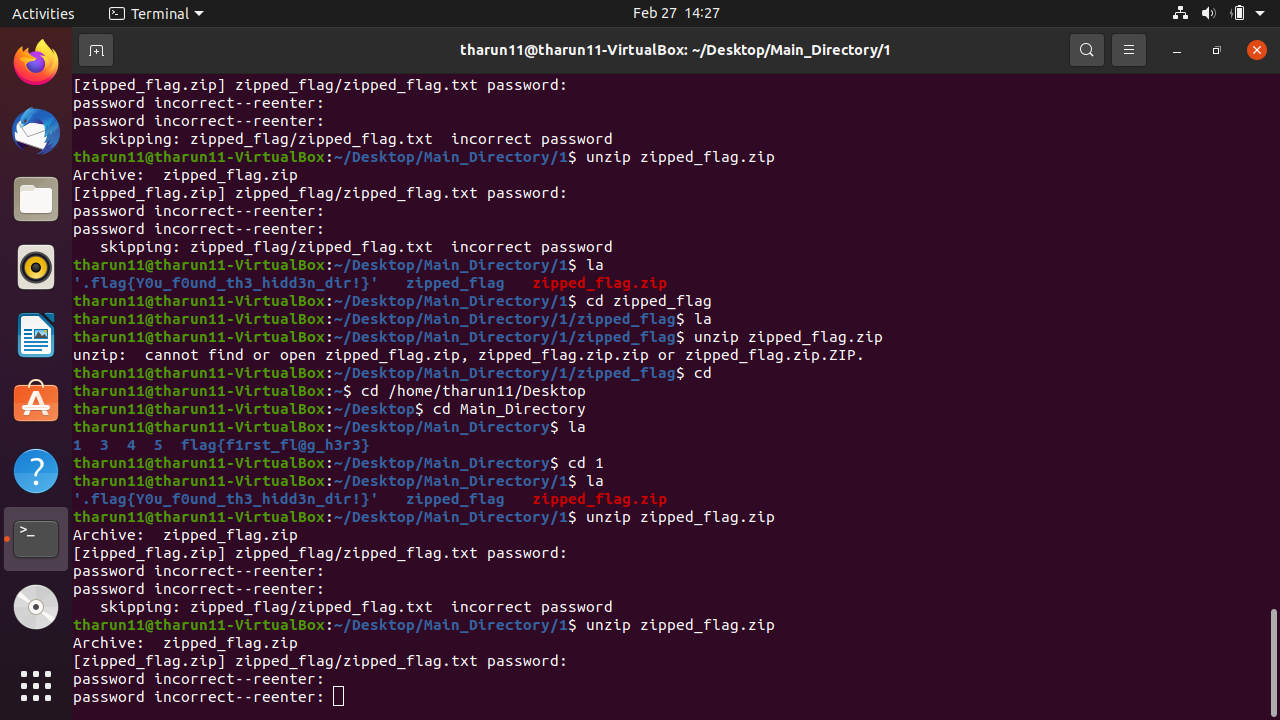 Activities Terminal Feb 27 14:27
tharun11@tharun11-VirtualBox: ~/Desktop/Main_Directory/1
[zipped_flag.zip] zipped_flag/zipped_flag.txt password:
password incorrect--reenter:
password incorrect--reenter:
   skipping: zipped_flag/zipped_flag.txt  incorrect password
tharun11@tharun11-VirtualBox:~/Desktop/Main_Directory/1$ unzip zipped_flag.zip
Archive:  zipped_flag.zip
[zipped_flag.zip] zipped_flag/zipped_flag.txt password:
password incorrect--reenter:
password incorrect--reenter:
   skipping: zipped_flag/zipped_flag.txt  incorrect password
tharun11@tharun11-VirtualBox:~/Desktop/Main_Directory/1$ la
'.flag{Y0u_f0und_th3_hidd3n_dir!}'   zipped_flag   zipped_flag.zip
tharun11@tharun11-VirtualBox:~/Desktop/Main_Directory/1$ cd zipped_flag
tharun11@tharun11-VirtualBox:~/Desktop/Main_Directory/1/zipped_flag$ la
tharun11@tharun11-VirtualBox:~/Desktop/Main_Directory/1/zipped_flag$ unzip zipped_flag.zip
unzip:  cannot find or open zipped_flag.zip, zipped_flag.zip.zip or zipped_flag.zip.ZIP.
tharun11@tharun11-VirtualBox:~/Desktop/Main_Directory/1/zipped_flag$ cd
tharun11@tharun11-VirtualBox:~$ cd /home/tharun11/Desktop
tharun11@tharun11-VirtualBox:~/Desktop$ cd Main_Directory
tharun11@tharun11-VirtualBox:~/Desktop/Main_Directory$ la
1  3  4  5  flag{f1rst_fl@g_h3r3}
tharun11@tharun11-VirtualBox:~/Desktop/Main_Directory$ cd 1
tharun11@tharun11-VirtualBox:~/Desktop/Main_Directory/1$ la
'.flag{Y0u_f0und_th3_hidd3n_dir!}'   zipped_flag   zipped_flag.zip
tharun11@tharun11-VirtualBox:~/Desktop/Main_Directory/1$ unzip zipped_flag.zip
Archive:  zipped_flag.zip
[zipped_flag.zip] zipped_flag/zipped_flag.txt password:
password incorrect--reenter:
password incorrect--reenter:
   skipping: zipped_flag/zipped_flag.txt  incorrect password
tharun11@tharun11-VirtualBox:~/Desktop/Main_Directory/1$ unzip zipped_flag.zip
Archive:  zipped_flag.zip
[zipped_flag.zip] zipped_flag/zipped_flag.txt password:
password incorrect--reenter:
password incorrect--reenter: